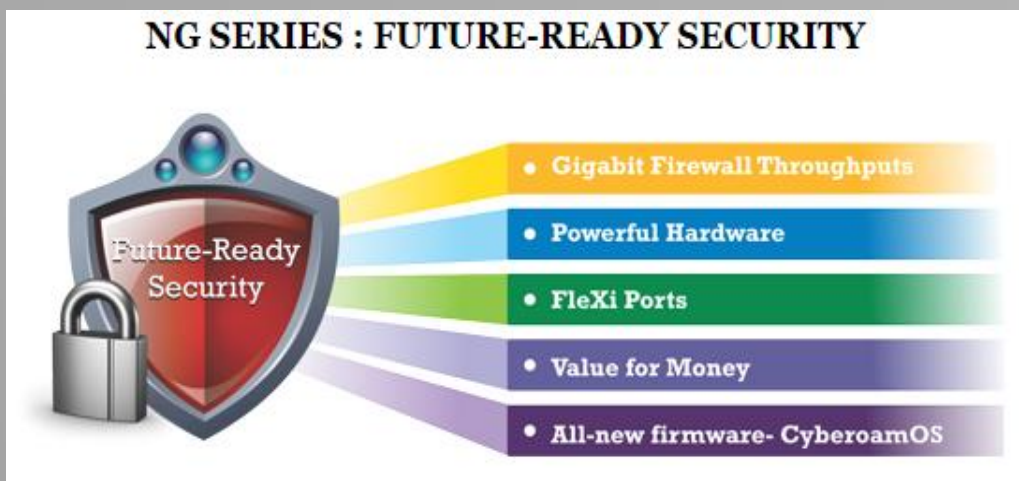 NG SERIES : FUTURE-READY SECURITY
Future-Ready
Security
• Gigabit Firewall Throughputs
• Powerful Hardware
• FleXi Ports
• Value for Money
• All-new firmware- CyberoamOS